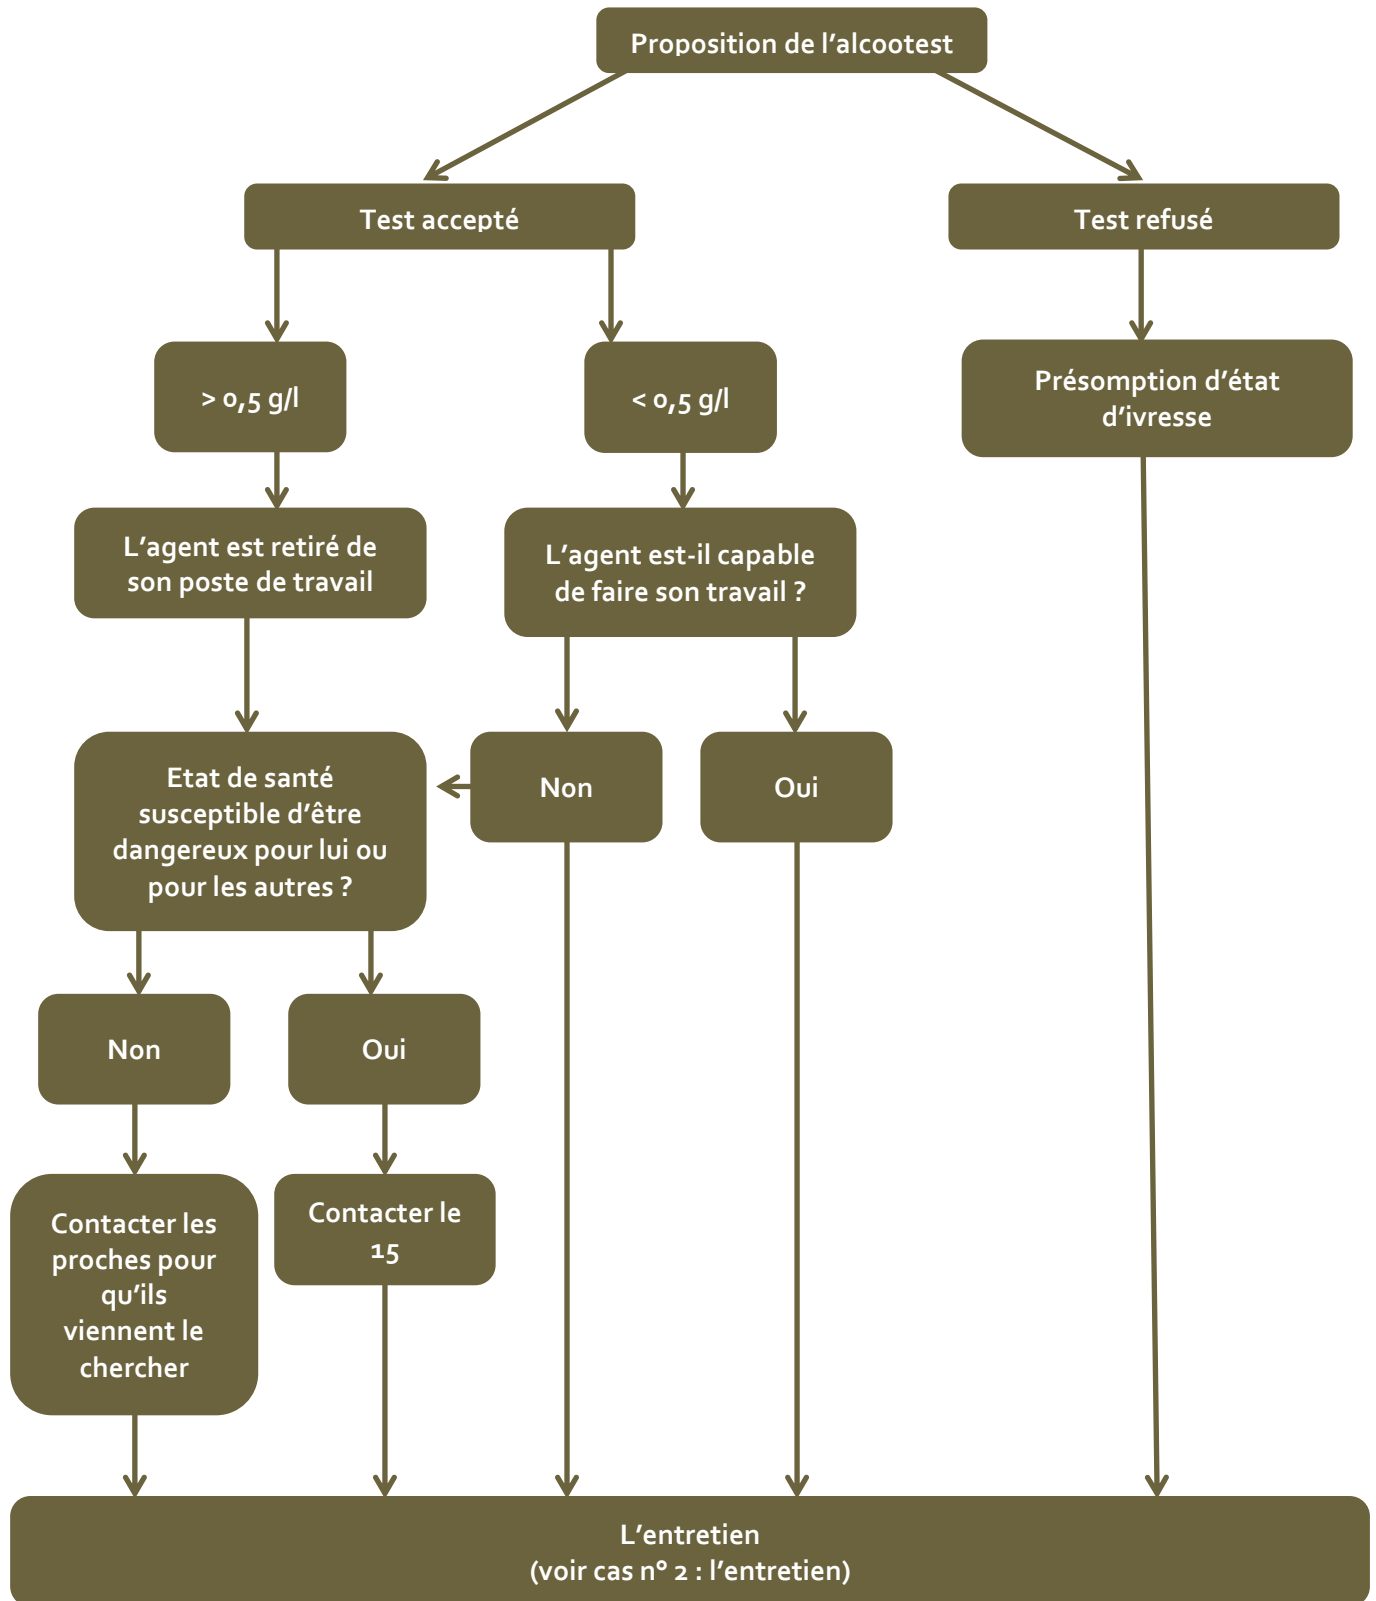 Proposition de l'alcootest
Test accepté
Test refusé
> 0,5 g/l
< 0,5 g/l
Présomption d'état
d'ivresse
L'agent est retiré de
son poste de travail
L'agent est-il capable
de faire son travail ?
Etat de santé
susceptible d'être
dangereux pour lui ou
pour les autres ?
Non
Oui
Non
Oui
Contacter les
proches pour
qu'ils
viennent le
chercher
Contacter le
15
L'entretien
(voir cas n° 2 : l'entretien)